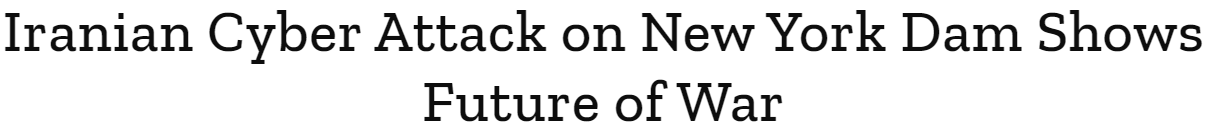 Iranian Cyber Attack on New York Dam Shows
Future of War